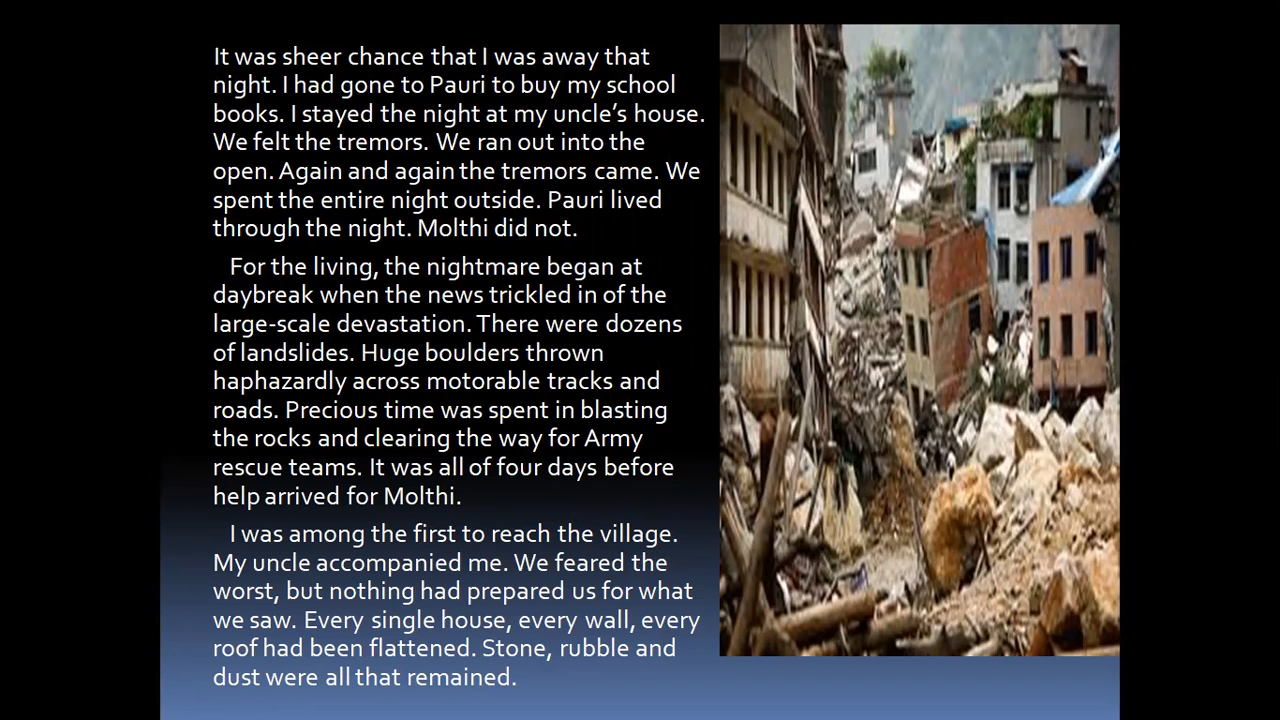 It was sheer chance that I was away that
night. I had gone to Pauri to buy my school
books. I stayed the night at my uncle’s house.
We felt the tremors. We ran out into the
open. Again and again the tremors came. We
spent the entire night outside. Pauri lived
through the night. Molthi did not.
For the living, the nightmare began at
daybreak when the news trickled in of the
large-scale devastation. There were dozens
of landslides. Huge boulders thrown
haphazardly across motorable tracks and
roads. Precious time was spent in blasting
the rocks and clearing the way for Army
rescue teams. It was all of four days before
help arrived for Molthi.
I was among the first to reach the village.
My uncle accompanied me. We feared the
worst, but nothing had prepared us for what
we saw. Every single house, every wall, every
roof had been flattened. Stone, rubble and
dust were all that remained.